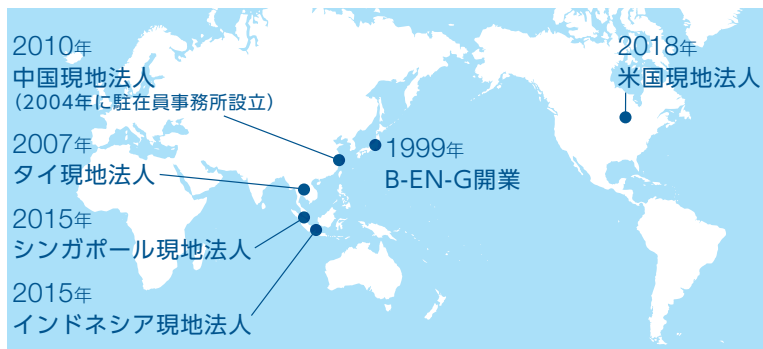 2010年
中国現地法人
（2004年に駐在員事務所設立）
2007年
タイ現地法人
2015年
シンガポール現地法人
2015年
インドネシア現地法人
1999年
B-EN-G開業
2018年
米国現地法人